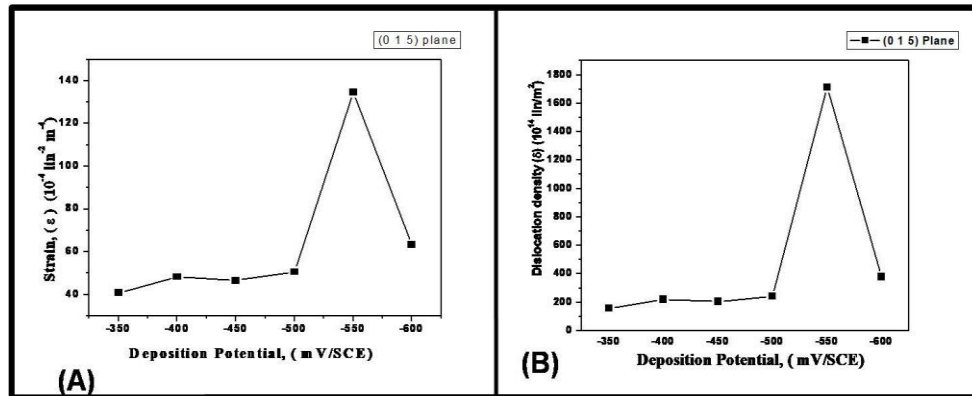 (0 1 5) plane
140
120
100
80
60
40
Strain, ( ε ) (10⁻⁴ lin⁻² m⁻⁴)
-350 -400 -450 -500 -550 -600
Deposition Potential, ( mV/SCE)
(A)
(0 1 5) Plane
1800
1600
1400
1200
1000
800
600
400
200
0
Dislocation density (δ) (10¹⁴ lin/m²)
-350 -400 -450 -500 -550 -600
Deposition Potential, ( mV/SCE)
(B)